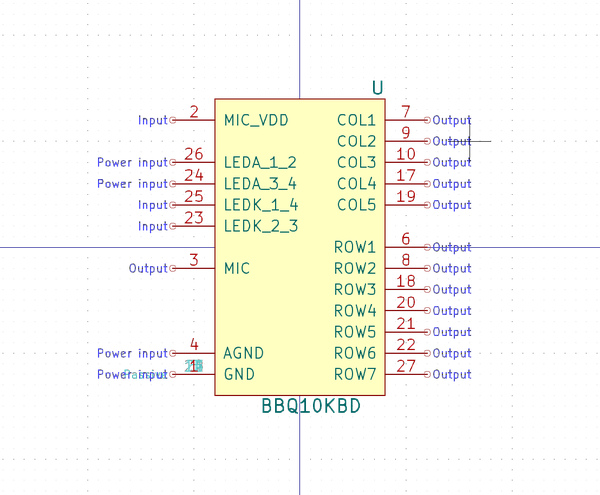 U
Input 2 MIC_VDD COL1 7 Output
COL2 9 Output
Power input 26 LEDA_1_2 COL3 10 Output
Power input 24 LEDA_3_4 COL4 17 Output
Input 25 LEDK_1_4 COL5 19 Output
Input 23 LEDK_2_3
ROW1 6 Output
Output 3 MIC ROW2 8 Output
ROW3 18 Output
ROW4 20 Output
ROW5 21 Output
Power input 4 AGND ROW6 22 Output
Power input 1 GND ROW7 27 Output
BBQ10KBD